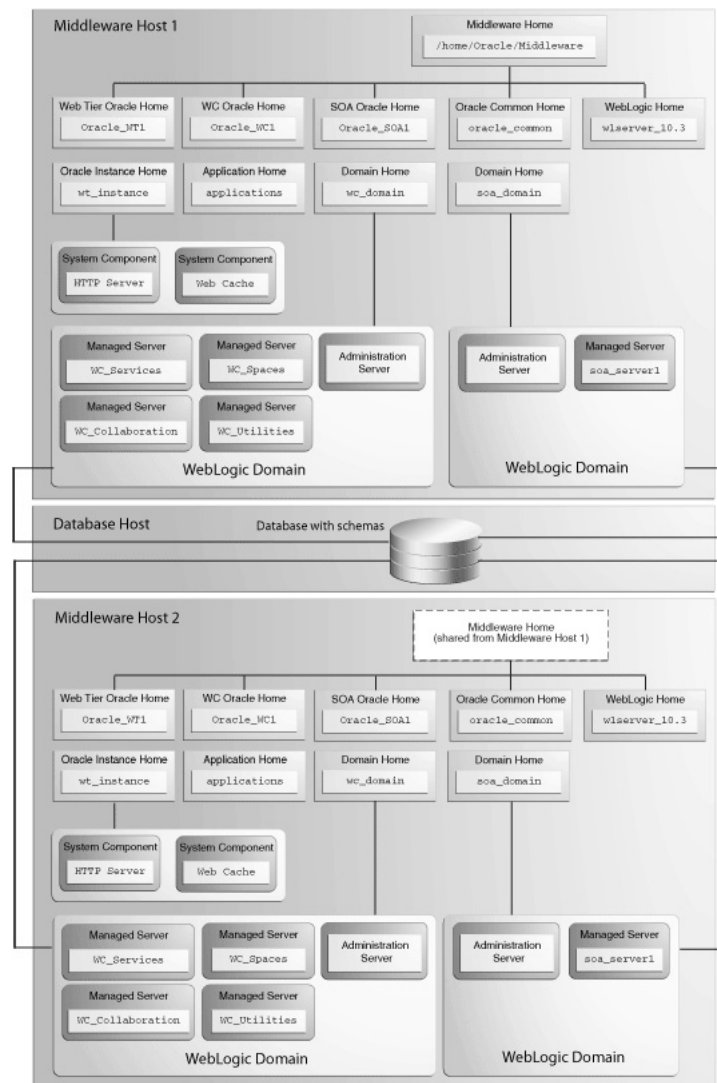 Middleware Host 1
Middleware Home
/home/Oracle/Middleware
Web Tier Oracle Home
Oracle_WT1
WC Oracle Home
Oracle_WC1
SOA Oracle Home
Oracle_SOA1
Oracle Common Home
oracle_common
WebLogic Home
wlserver_10.3
Oracle Instance Home
wt_instance
Application Home
applications
Domain Home
wc_domain
Domain Home
soa_domain
System Component
HTTP Server
System Component
Web Cache
Managed Server
WC_Services
Managed Server
WC_Spaces
Administration
Server
Managed Server
WC_Collaboration
Managed Server
WC_Utilities
WebLogic Domain
Administration
Server
Managed Server
soa_server1
WebLogic Domain
Database Host
Database with schemas
Middleware Host 2
Middleware Home
(shared from Middleware Host 1)
Web Tier Oracle Home
Oracle_WT1
WC Oracle Home
Oracle_WC1
SOA Oracle Home
Oracle_SOA1
Oracle Common Home
oracle_common
WebLogic Home
wlserver_10.3
Oracle Instance Home
wt_instance
Application Home
applications
Domain Home
wc_domain
Domain Home
soa_domain
System Component
HTTP Server
System Component
Web Cache
Managed Server
WC_Services
Managed Server
WC_Spaces
Administration
Server
Managed Server
WC_Collaboration
Managed Server
WC_Utilities
WebLogic Domain
Administration
Server
Managed Server
soa_server1
WebLogic Domain